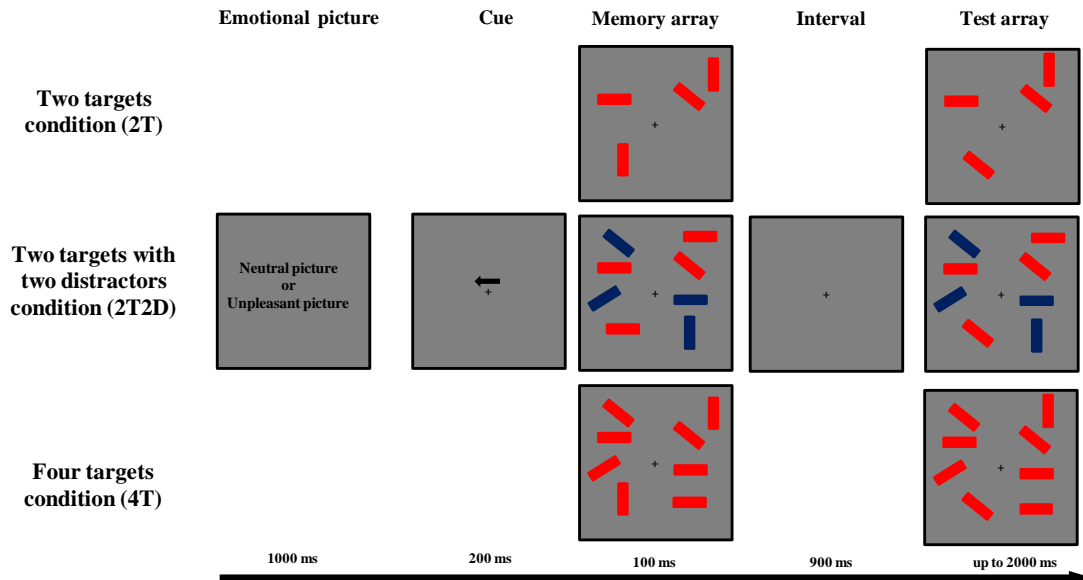 Emotional picture
Cue
Memory array
Interval
Test array
Two targets
condition (2T)
Two targets with
two distractors
condition (2T2D)
Neutral picture
or
Unpleasant picture
Four targets
condition (4T)
1000 ms
200 ms
100 ms
900 ms
up to 2000 ms